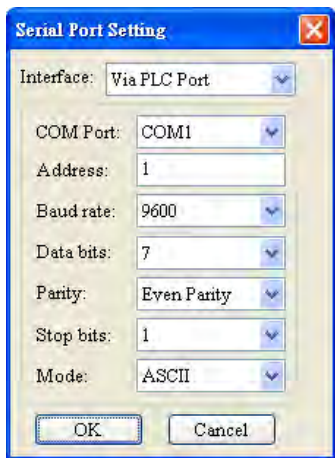 Serial Port Setting
Interface: Via PLC Port
COM Port: COM1
Address: 1
Baud rate: 9600
Data bits: 7
Parity: Even Parity
Stop bits: 1
Mode: ASCII
OK Cancel